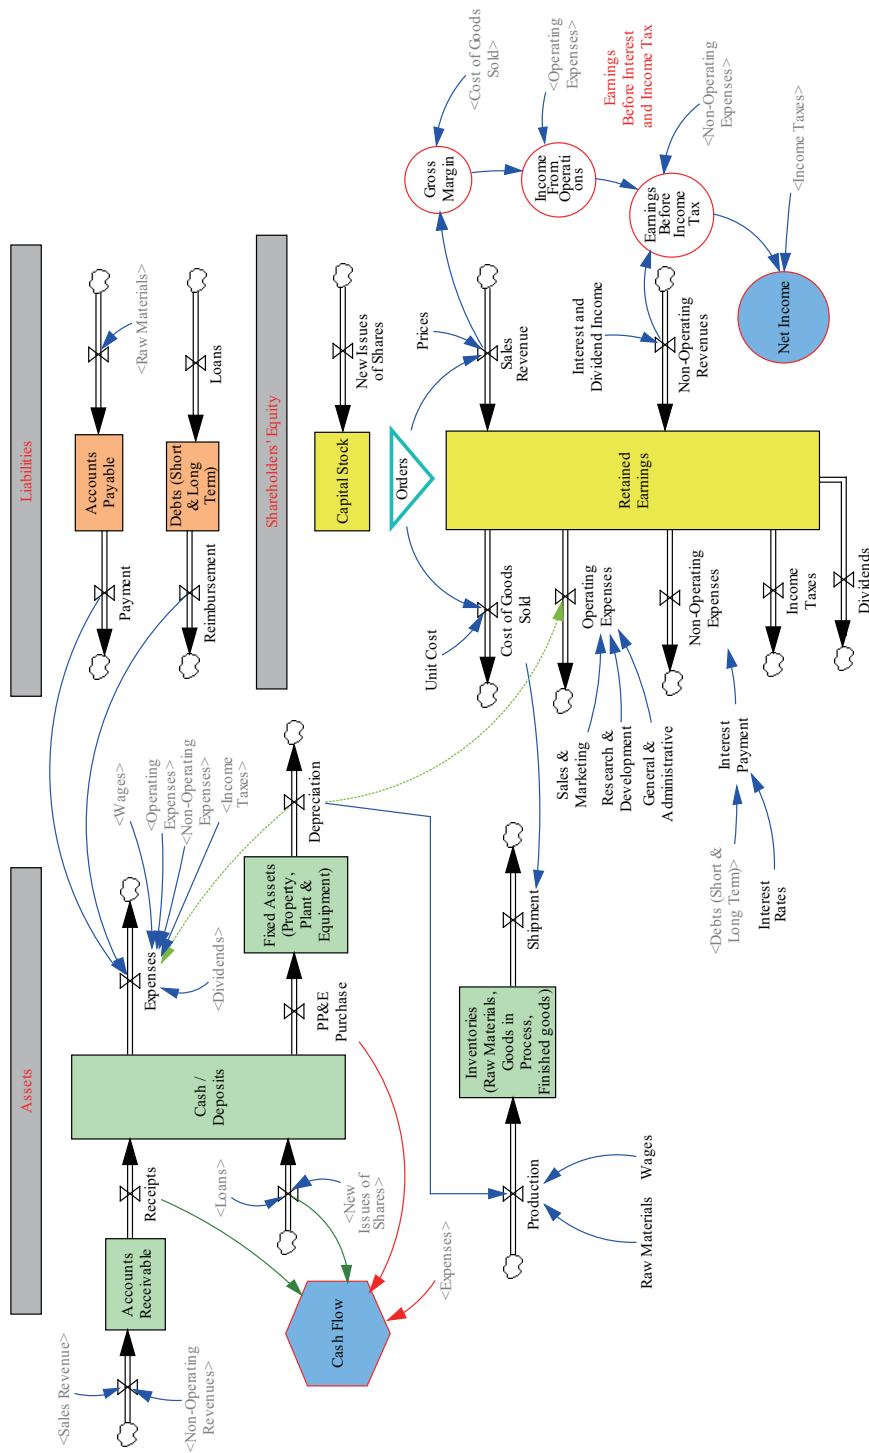 Assets
Liabilities
Shareholders' Equity
<Sales Revenue>
<Non-Operating
Revenues>
Accounts
Receivable
Receipts
Cash /
Deposits
Expenses
<Dividends>
<Wages>
<Operating
Expenses>
<Non-Operating
Expenses>
<Income
Taxes>
<Loans>
<New
Issues of
Shares>
PP&E
Purchase
Fixed Assets
(Property,
Plant &
Equipment)
Depreciation
Cash Flow
<Expenses>
Production
Raw Materials
Wages
Inventories
(Raw Materials,
Goods in
Process,
Finished goods)
Shipment
Payment
Accounts
Payable
<Raw Materials>
Reimbursement
Debts (Short
& Long
Term)
Loans
Capital Stock
New Issues
of Shares
Orders
Prices
Unit Cost
Cost of Goods
Sold
Sales
Revenue
Retained
Earnings
Operating
Expenses
Sales &
Marketing
Research &
Development
General &
Administrative
Non-Operating
Expenses
Interest
Payment
<Debts (Short &
Long Term)>
Interest
Rates
Income
Taxes
Dividends
Interest and
Dividend Income
Non-Operating
Revenues
Gross
Margin
<Cost of Goods
Sold>
Income
From
Operati
ons
<Operating
Expenses>
Earnings
Before Interest
and Income Tax
Earnings
Before
Income
Tax
<Non-Operating
Expenses>
Net Income
<Income Taxes>